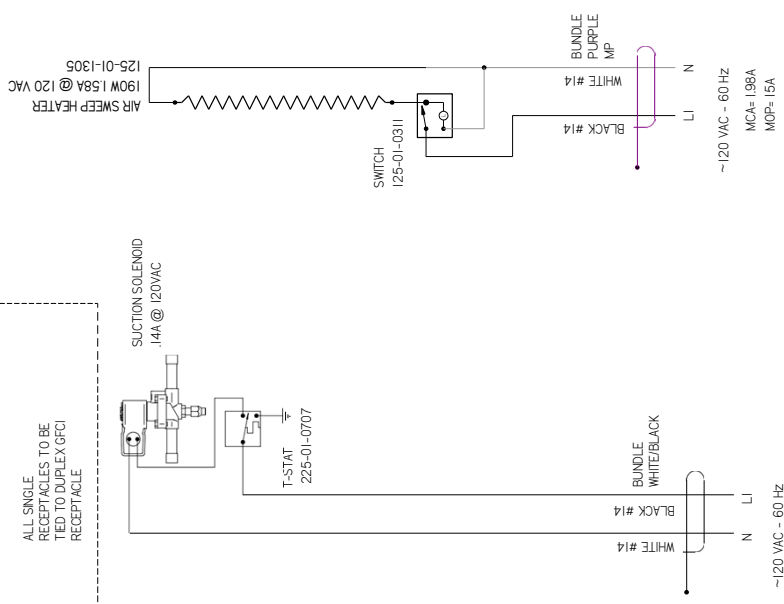 125-01-1305
190W 1.58A @ 120 VAC
AIR SWEEP HEATER
SWITCH
125-01-0311
BUNDLE
PURPLE
MP
WHITE #14
BLACK #14
N
L1
~120 VAC - 60 Hz
MCA= 1.98A
MOP= 15A
ALL SINGLE
RECEPTACLES TO BE
TIED TO DUPLEX GFCI
RECEPTACLE
SUCTION SOLENOID
.14A @ 120VAC
T-STAT
225-01-0707
BUNDLE
WHITE/BLACK
BLACK #14
WHITE #14
L1
N
~120 VAC - 60 Hz